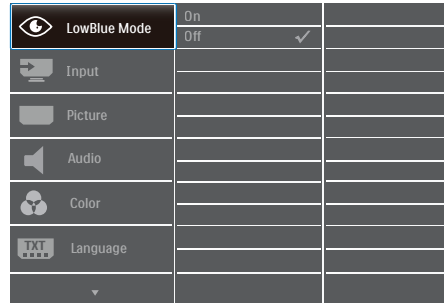 LowBlue Mode
On
Off
Input
Picture
Audio
Color
TXT
Language